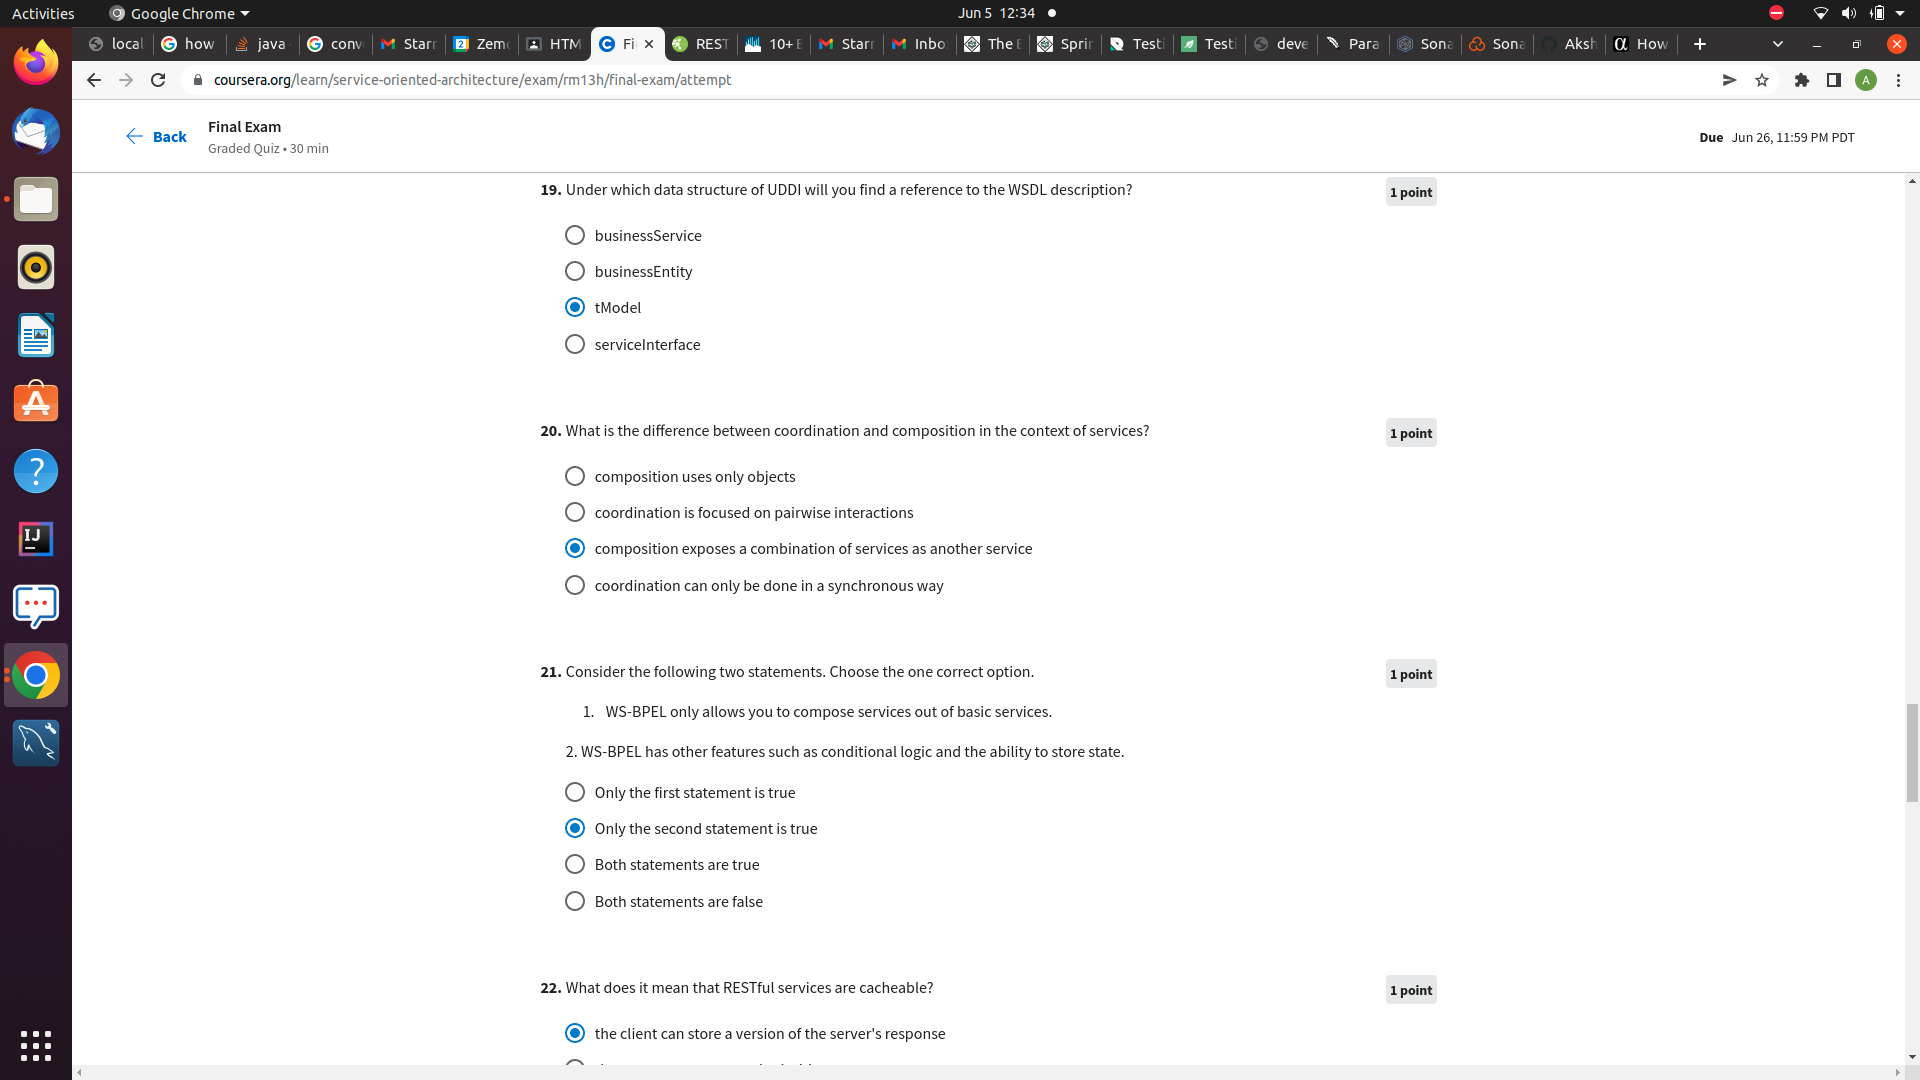 Activities
Google Chrome
Jun 5 12:34
local
how
java
conv
Starr
Zem
HTM
Fi
REST
10+ E
Starr
Inbo
The E
Sprin
Testi
Testi
deve
Para
Sona
Sona
Aksh
How
coursera.org/learn/service-oriented-architecture/exam/rm13h/final-exam/attempt
A
Back
Final Exam
Graded Quiz • 30 min
Due Jun 26, 11:59 PM PDT
19. Under which data structure of UDDI will you find a reference to the WSDL description?
1 point
businessService
businessEntity
tModel
serviceInterface
20. What is the difference between coordination and composition in the context of services?
1 point
composition uses only objects
coordination is focused on pairwise interactions
composition exposes a combination of services as another service
coordination can only be done in a synchronous way
21. Consider the following two statements. Choose the one correct option.
1 point
1. WS-BPEL only allows you to compose services out of basic services.
2. WS-BPEL has other features such as conditional logic and the ability to store state.
Only the first statement is true
Only the second statement is true
Both statements are true
Both statements are false
22. What does it mean that RESTful services are cacheable?
1 point
the client can store a version of the server's response